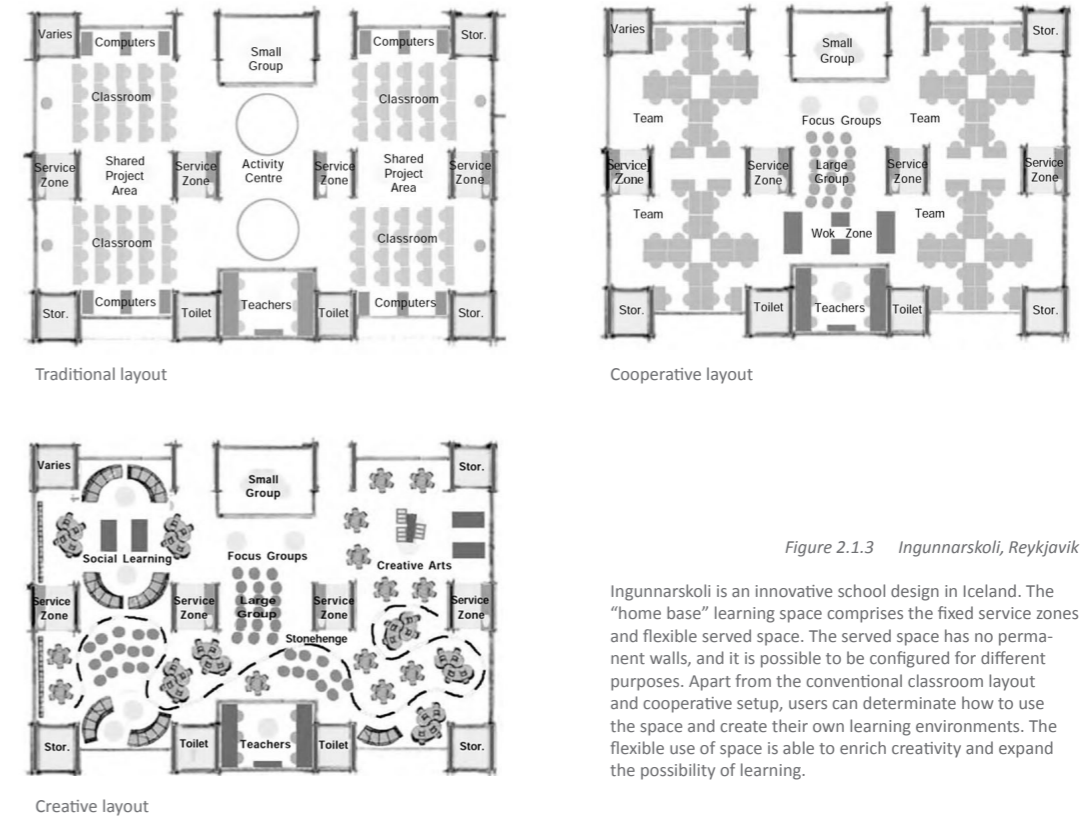 Varies
Computers
Small
Group
Computers
Stor.
Classroom
Classroom
Service
Zone
Shared
Project
Area
Service
Zone
Activity
Centre
Service
Zone
Shared
Project
Area
Service
Zone
Classroom
Classroom
Stor.
Computers
Toilet
Teachers
Toilet
Computers
Stor.
Traditional layout
Varies
Small
Group
Stor.
Team
Focus Groups
Team
Service
Zone
Service
Zone
Large
Group
Service
Zone
Service
Zone
Team
Wok Zone
Team
Stor.
Toilet
Teachers
Toilet
Stor.
Cooperative layout
Varies
Small
Group
Stor.
Social Learning
Focus Groups
Creative Arts
Service
Zone
Service
Zone
Large
Group
Service
Zone
Service
Zone
Stonehenge
Stor.
Toilet
Teachers
Toilet
Stor.
Creative layout
Figure 2.1.3 Ingunnarskoli, Reykjavik
Ingunnarskoli is an innovative school design in Iceland. The
“home base” learning space comprises the fixed service zones
and flexible served space. The served space has no perma-
nent walls, and it is possible to be configured for different
purposes. Apart from the conventional classroom layout
and cooperative setup, users can determinate how to use
the space and create their own learning environments. The
flexible use of space is able to enrich creativity and expand
the possibility of learning.